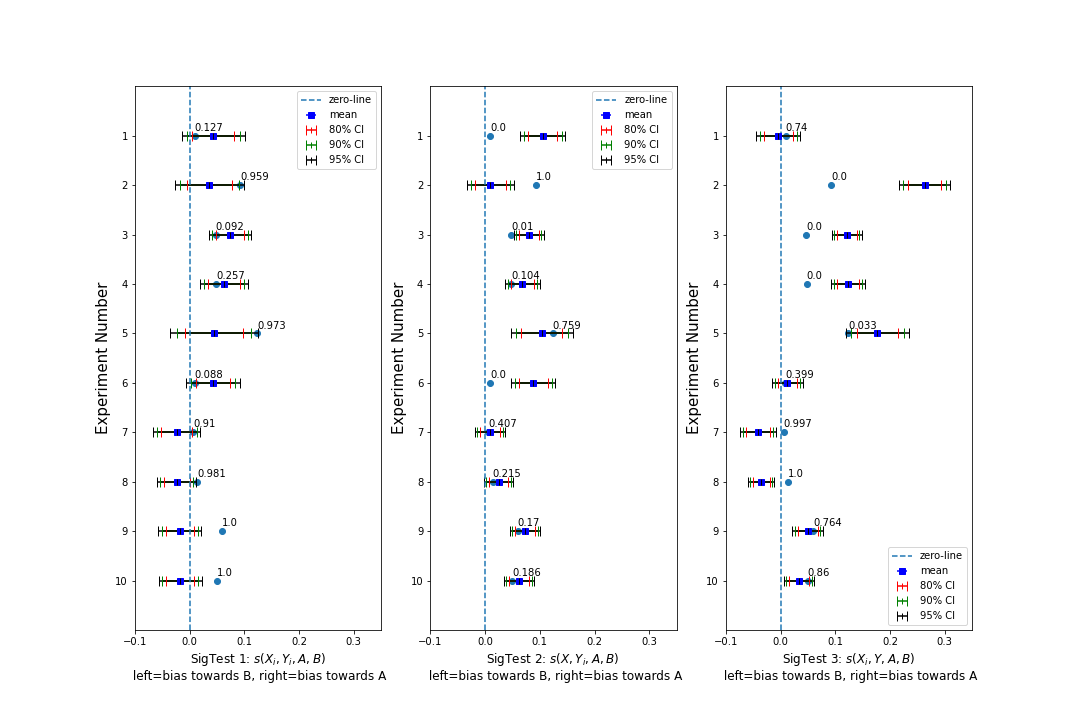 zero-line
mean
80% CI
90% CI
95% CI
1
2
3
4
5
6
7
8
9
10
0.127
0.959
0.092
0.257
0.973
0.088
0.91
0.981
1.0
1.0
Experiment Number
−0.1 0.0 0.1 0.2 0.3
SigTest 1: s(X_i, Y_i, A, B)
left=bias towards B, right=bias towards A
zero-line
mean
80% CI
90% CI
95% CI
1
2
3
4
5
6
7
8
9
10
0.0
1.0
0.01
0.104
0.759
0.0
0.407
0.215
0.17
0.186
Experiment Number
−0.1 0.0 0.1 0.2 0.3
SigTest 2: s(X, Y_i, A, B)
left=bias towards B, right=bias towards A
1
2
3
4
5
6
7
8
9
10
0.74
0.0
0.0
0.0
0.033
0.399
0.997
1.0
0.764
0.86
zero-line
mean
80% CI
90% CI
95% CI
Experiment Number
−0.1 0.0 0.1 0.2 0.3
SigTest 3: s(X_i, Y, A, B)
left=bias towards B, right=bias towards A